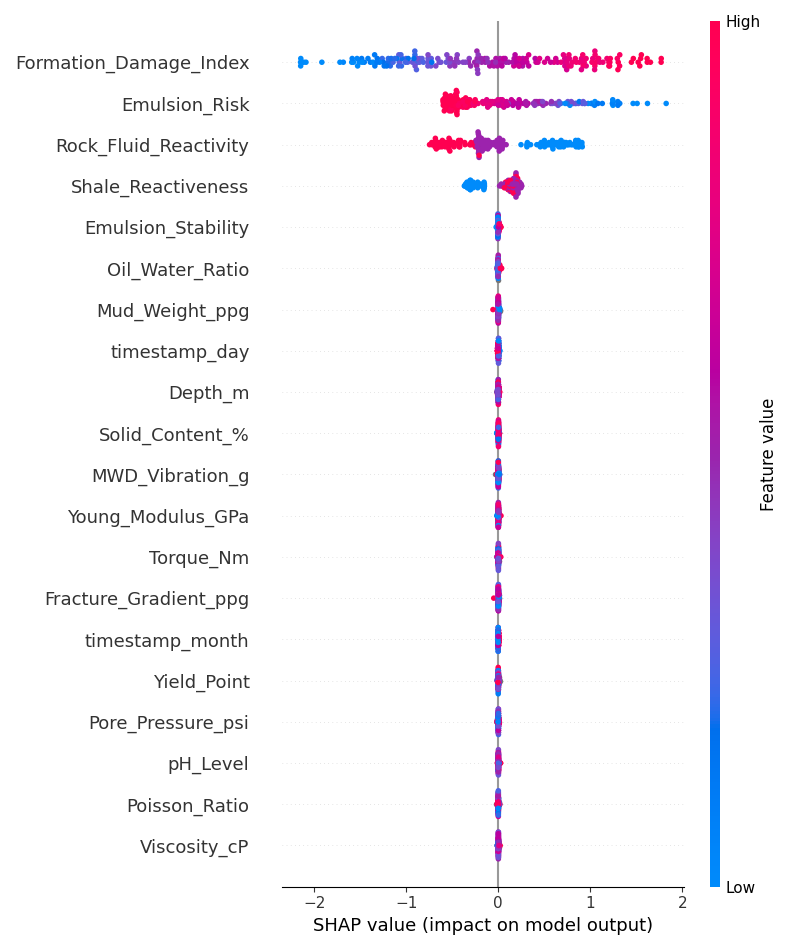 High
Formation_Damage_Index
Emulsion_Risk
Rock_Fluid_Reactivity
Shale_Reactiveness
Emulsion_Stability
Oil_Water_Ratio
Mud_Weight_ppg
timestamp_day
Depth_m
Solid_Content_%
MWD_Vibration_g
Young_Modulus_GPa
Torque_Nm
Fracture_Gradient_ppg
timestamp_month
Yield_Point
Pore_Pressure_psi
pH_Level
Poisson_Ratio
Viscosity_cP
Feature value
Low
−2 −1 0 1 2
SHAP value (impact on model output)